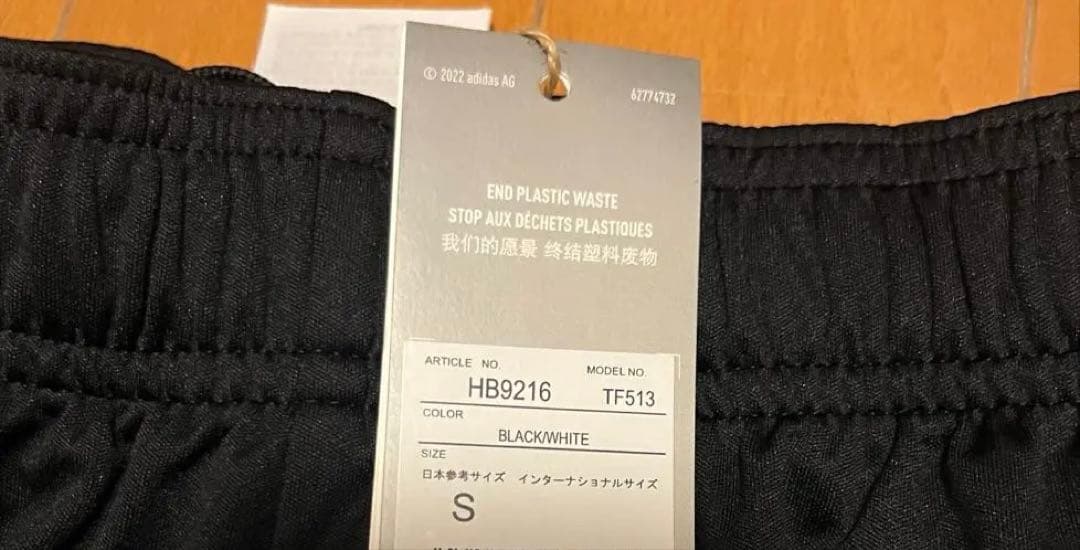 © 2022 adidas AG
62774732
END PLASTIC WASTE
STOP AUX DÉCHETS PLASTIQUES
我们的愿景 终结塑料废物
ARTICLE NO. MODEL NO.
HB9216 TF513
COLOR
BLACK/WHITE
SIZE
日本参考サイズ インターナショナルサイズ
S